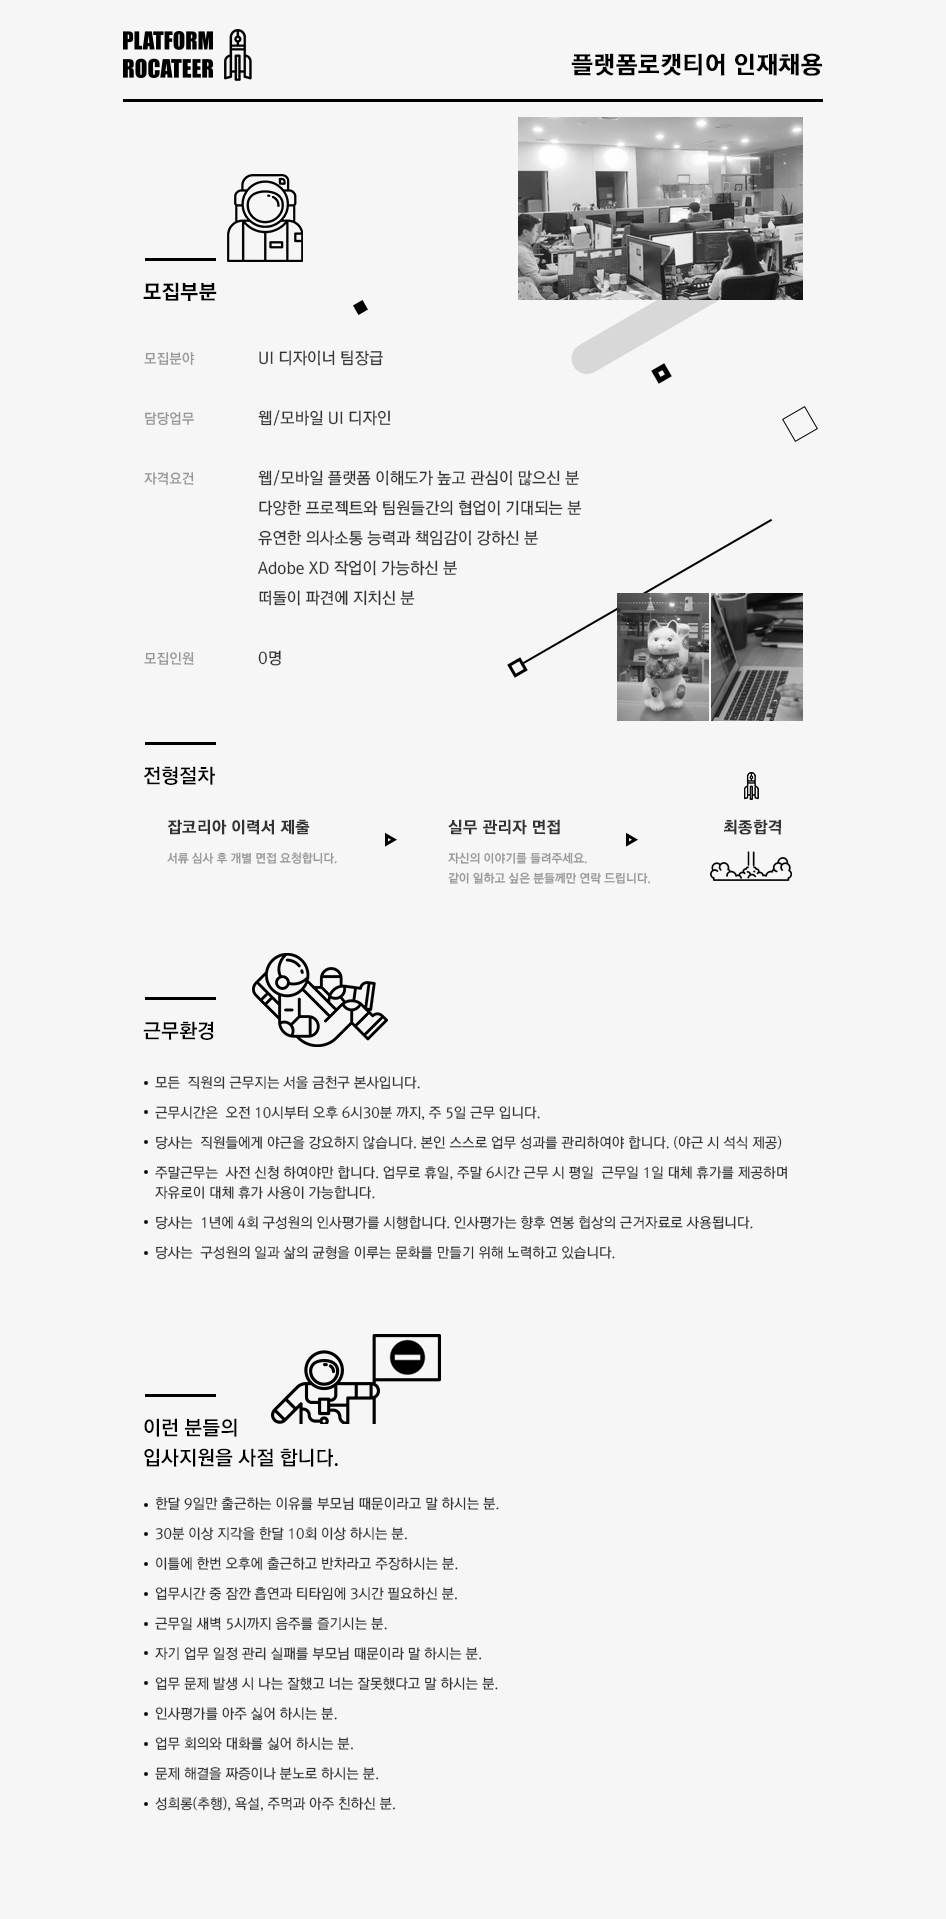 PLATFORM
ROCATEER
플랫폼로캣티어 인재채용
모집부분
모집분야
UI 디자이너 팀장급
담당업무
웹/모바일 UI 디자인
자격요건
웹/모바일 플랫폼 이해도가 높고 관심이 많으신 분
다양한 프로젝트와 팀원들간의 협업이 기대되는 분
유연한 의사소통 능력과 책임감이 강하신 분
Adobe XD 작업이 가능하신 분
떠돌이 파견에 지치신 분
모집인원
0명
전형절차
잡코리아 이력서 제출
서류 심사 후 개별 면접 요청합니다.
실무 관리자 면접
자신의 이야기를 들려주세요.
같이 일하고 싶은 분들께만 연락 드립니다.
최종합격
근무환경
• 모든 직원의 근무지는 서울 금천구 본사입니다.
• 근무시간은 오전 10시부터 오후 6시30분 까지, 주 5일 근무 입니다.
• 당사는 직원들에게 야근을 강요하지 않습니다. 본인 스스로 업무 성과를 관리하여야 합니다. (야근 시 석식 제공)
• 주말근무는 사전 신청 하여야만 합니다. 업무로 휴일, 주말 6시간 근무 시 평일 근무일 1일 대체 휴가를 제공하며
자유로이 대체 휴가 사용이 가능합니다.
• 당사는 1년에 4회 구성원의 인사평가를 시행합니다. 인사평가는 향후 연봉 협상의 근거자료로 사용됩니다.
• 당사는 구성원의 일과 삶의 균형을 이루는 문화를 만들기 위해 노력하고 있습니다.
이런 분들의
입사지원을 사절 합니다.
• 한달 9일만 출근하는 이유를 부모님 때문이라고 말 하시는 분.
• 30분 이상 지각을 한달 10회 이상 하시는 분.
• 이틀에 한번 오후에 출근하고 반차라고 주장하시는 분.
• 업무시간 중 잠깐 흡연과 티타임에 3시간 필요하신 분.
• 근무일 새벽 5시까지 음주를 즐기시는 분.
• 자기 업무 일정 관리 실패를 부모님 때문이라 말 하시는 분.
• 업무 문제 발생 시 나는 잘했고 너는 잘못했다고 말 하시는 분.
• 인사평가를 아주 싫어 하시는 분.
• 업무 회의와 대화를 싫어 하시는 분.
• 문제 해결을 짜증이나 분노로 하시는 분.
• 성희롱(추행), 욕설, 주먹과 아주 친하신 분.